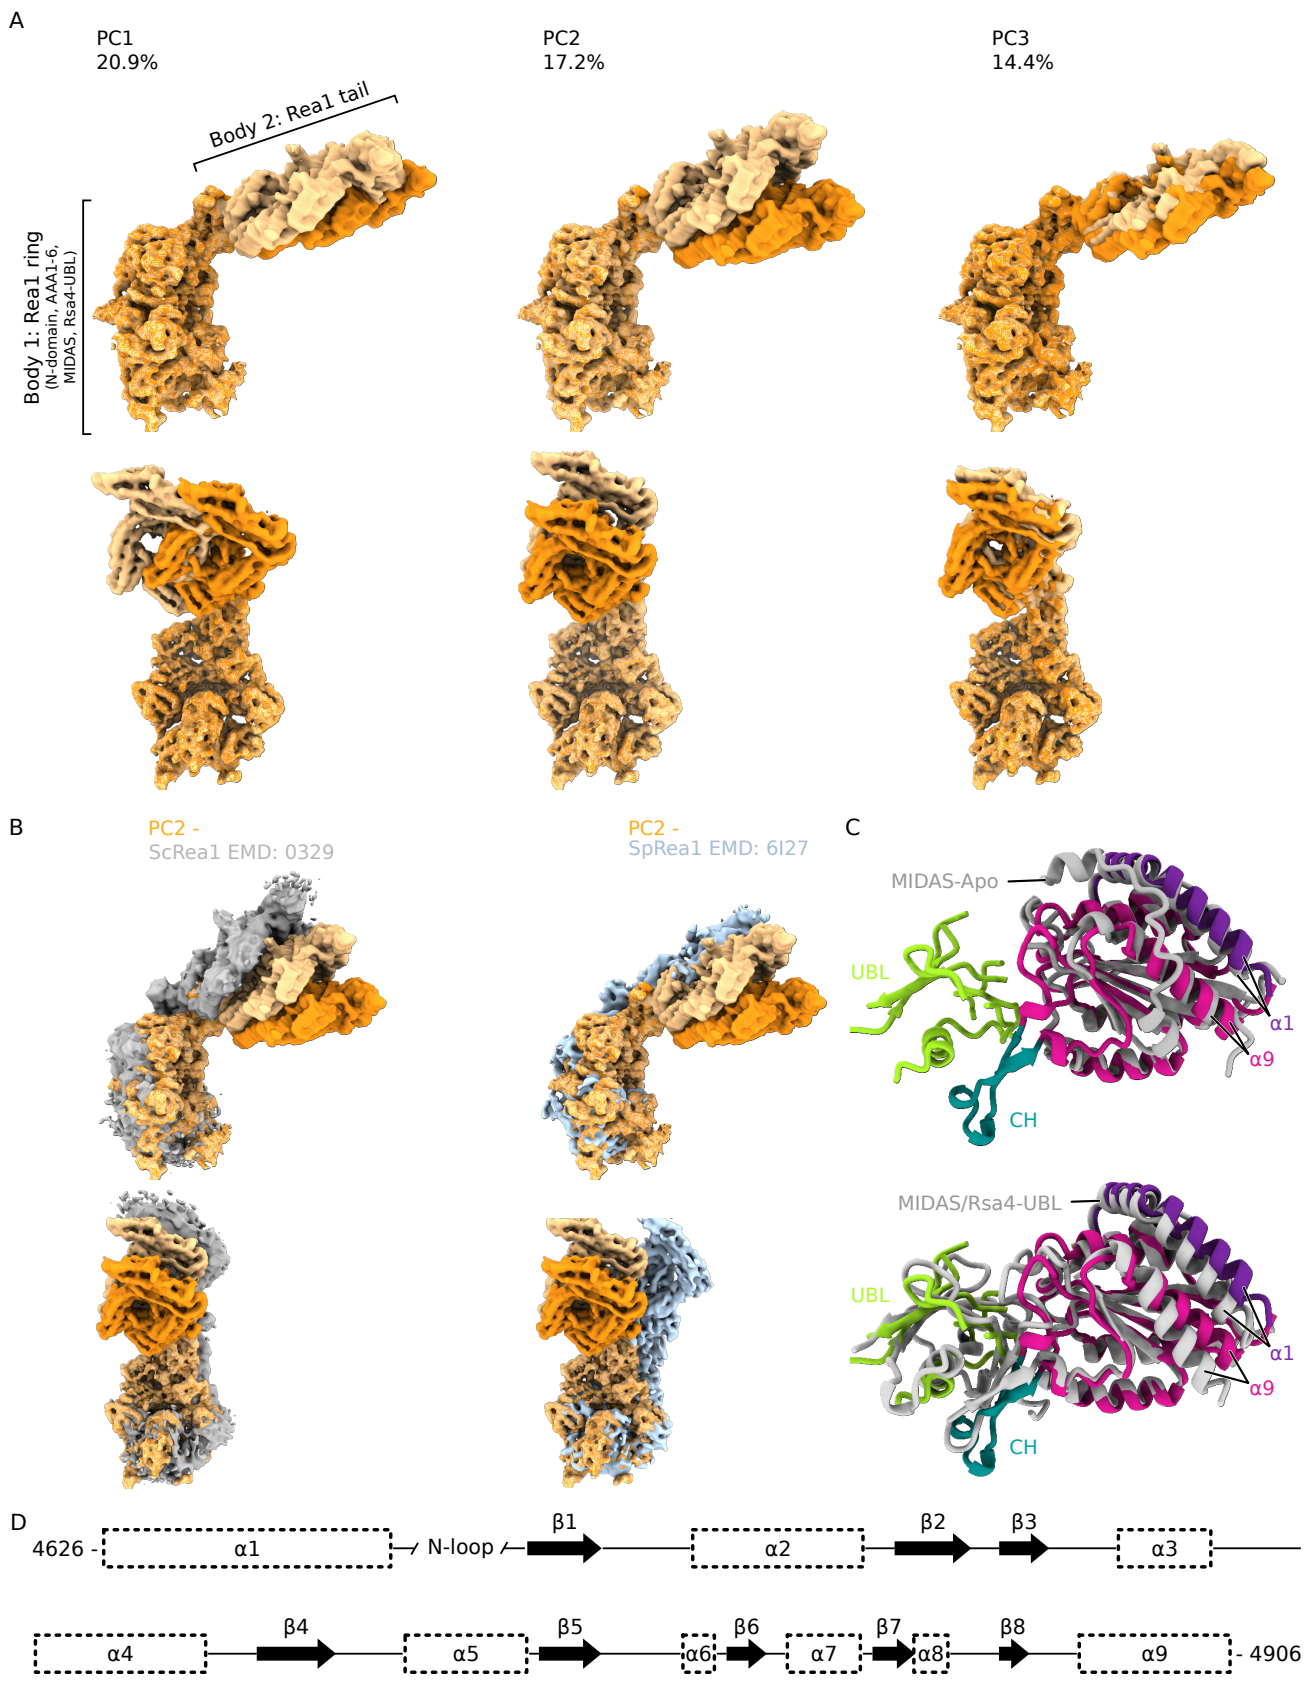 A
PC1
20.9%
PC2
17.2%
PC3
14.4%
Body 2: Rea1 tail
Body 1: Rea1 ring
(N-domain, AAA1-6,
MIDAS, Rsa4-UBL)
B
PC2 -
ScRea1 EMD: 0329
PC2 -
SpRea1 EMD: 6I27
C
MIDAS-Apo
UBL
α1
α9
CH
MIDAS/Rsa4-UBL
UBL
α1
α9
CH
D
4626 - α1 N-loop β1 α2 β2 β3 α3
α4 β4 α5 β5 α6 β6 α7 β7 α8 β8 α9 - 4906